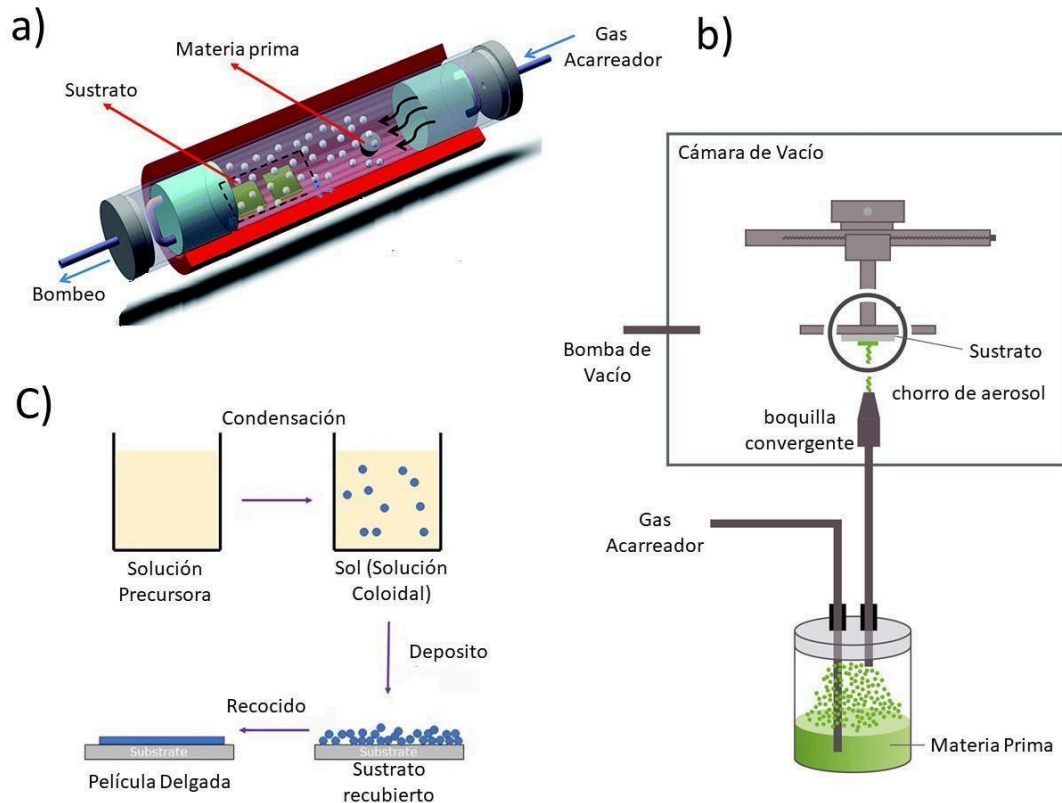 a)
Materia prima
Gas
Acarreador
Sustrato
Bombeo
b)
Cámara de Vacío
Bomba de
Vacío
Sustrato
chorro de aerosol
boquilla
convergente
Gas
Acarreador
Materia Prima
C)
Condensación
Solución
Precursora
Sol (Solución
Coloidal)
Deposito
Recocido
Substrate
Película Delgada
Substrate
Sustrato
recubierto